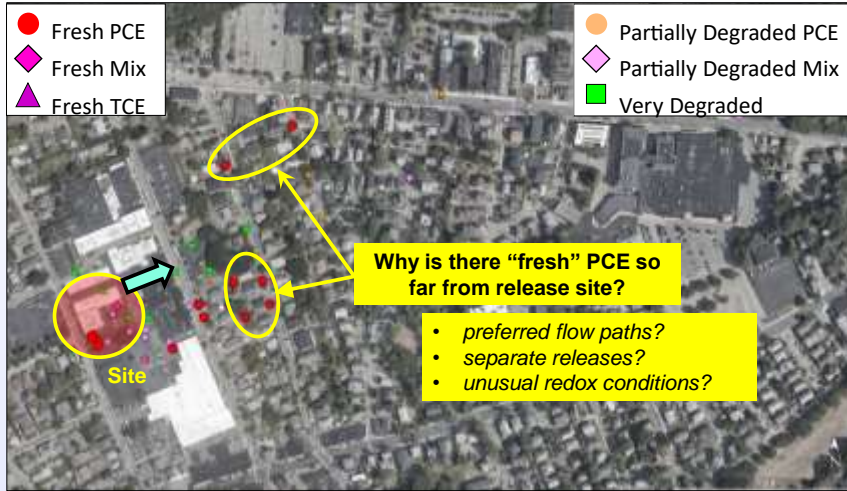 Fresh PCE
Fresh Mix
Fresh TCE
Partially Degraded PCE
Partially Degraded Mix
Very Degraded
Why is there “fresh” PCE so
far from release site?
• preferred flow paths?
• separate releases?
• unusual redox conditions?
Site